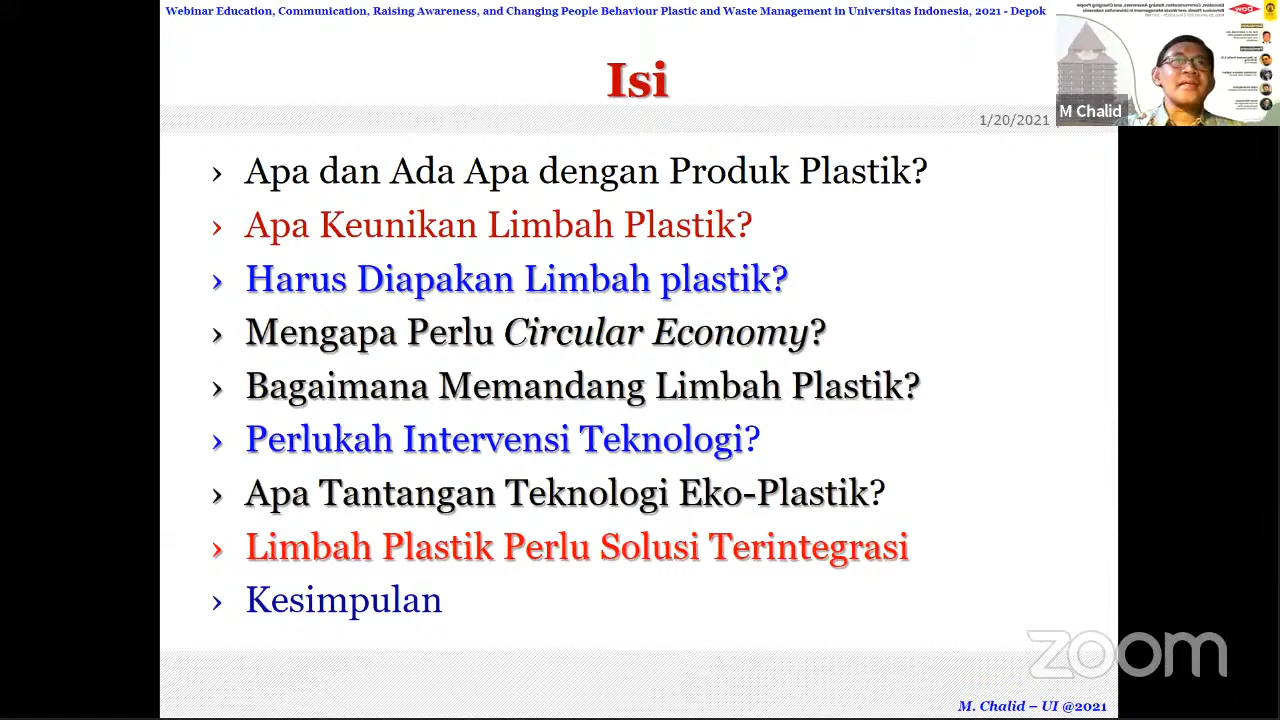 Webinar Education, Communication, Raising Awareness, and Changing People Behaviour Plastic and Waste Management in Universitas Indonesia, 2021 - Depok
DOW
Isi
M Chalid
1/20/2021
› Apa dan Ada Apa dengan Produk Plastik?
› Apa Keunikan Limbah Plastik?
› Harus Diapakan Limbah plastik?
› Mengapa Perlu Circular Economy?
› Bagaimana Memandang Limbah Plastik?
› Perlukah Intervensi Teknologi?
› Apa Tantangan Teknologi Eko-Plastik?
› Limbah Plastik Perlu Solusi Terintegrasi
› Kesimpulan
zoom
M. Chalid – UI @2021